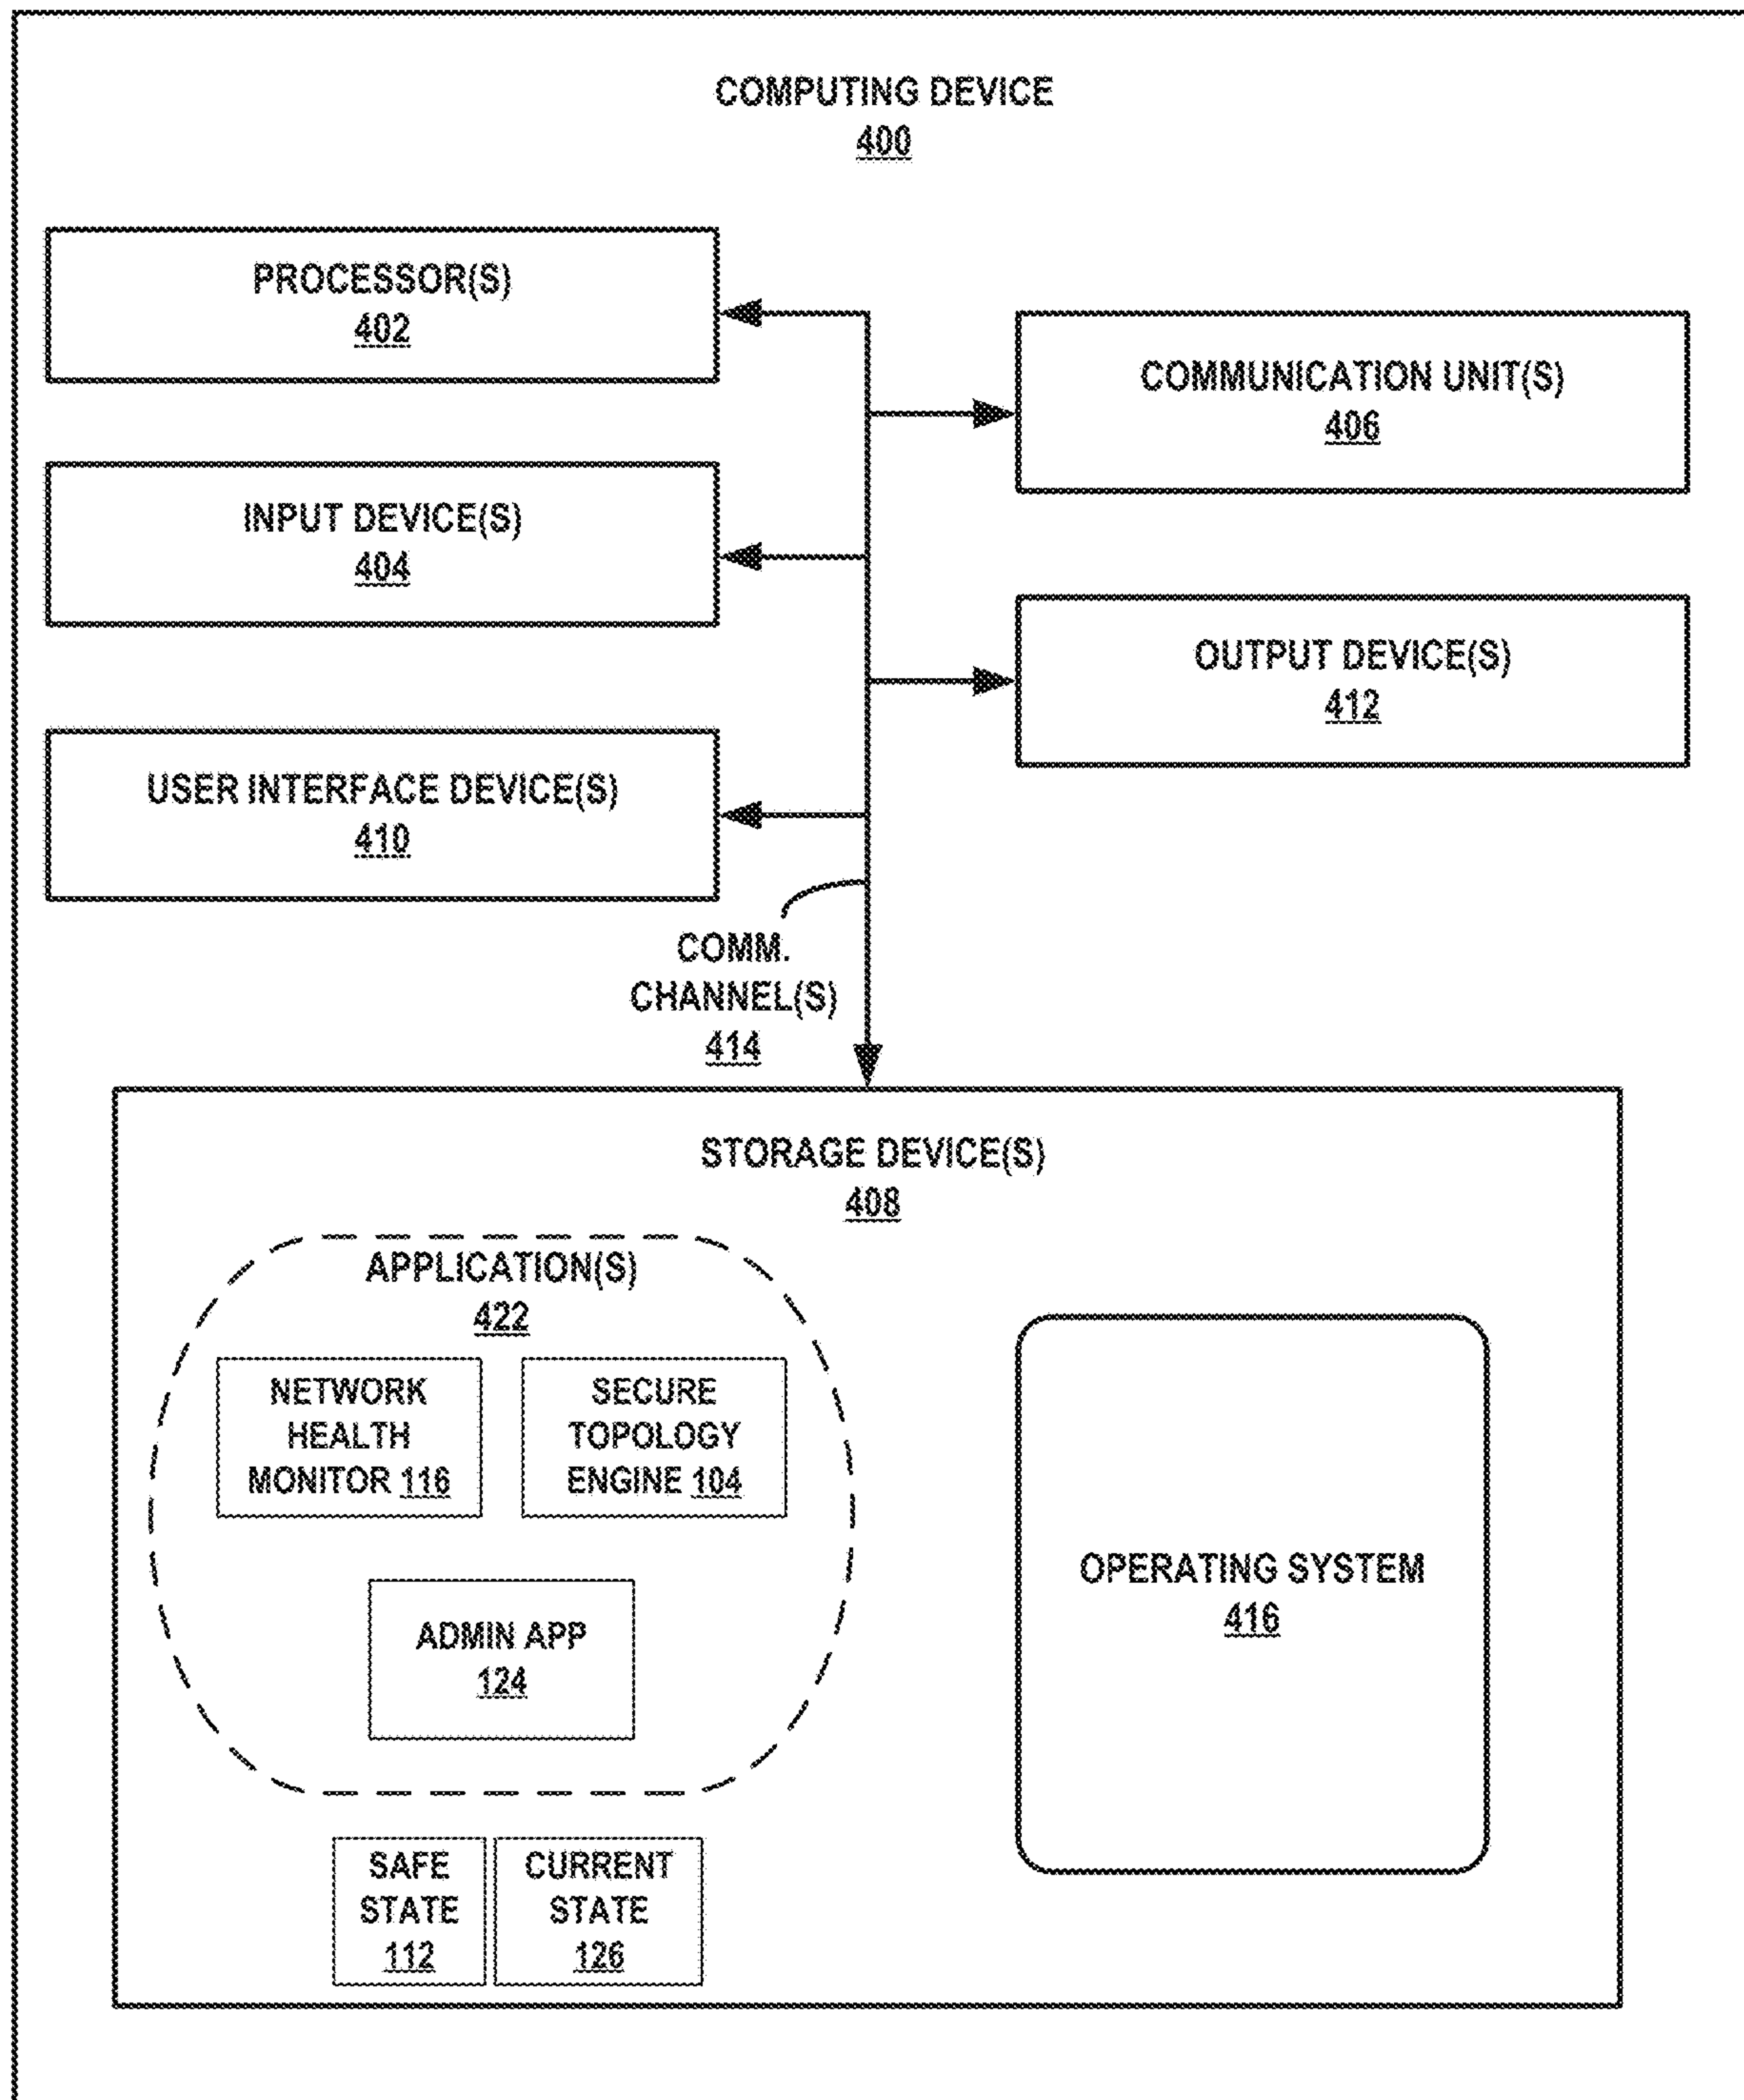 COMPUTING DEVICE
400
PROCESSOR(S)
402
COMMUNICATION UNIT(S)
406
INPUT DEVICE(S)
404
OUTPUT DEVICE(S)
412
USER INTERFACE DEVICE(S)
410
COMM.
CHANNEL(S)
414
STORAGE DEVICE(S)
408
APPLICATION(S)
422
NETWORK
HEALTH
MONITOR 116
SECURE
TOPOLOGY
ENGINE 104
ADMIN APP
124
OPERATING SYSTEM
416
SAFE
STATE
112
CURRENT
STATE
126